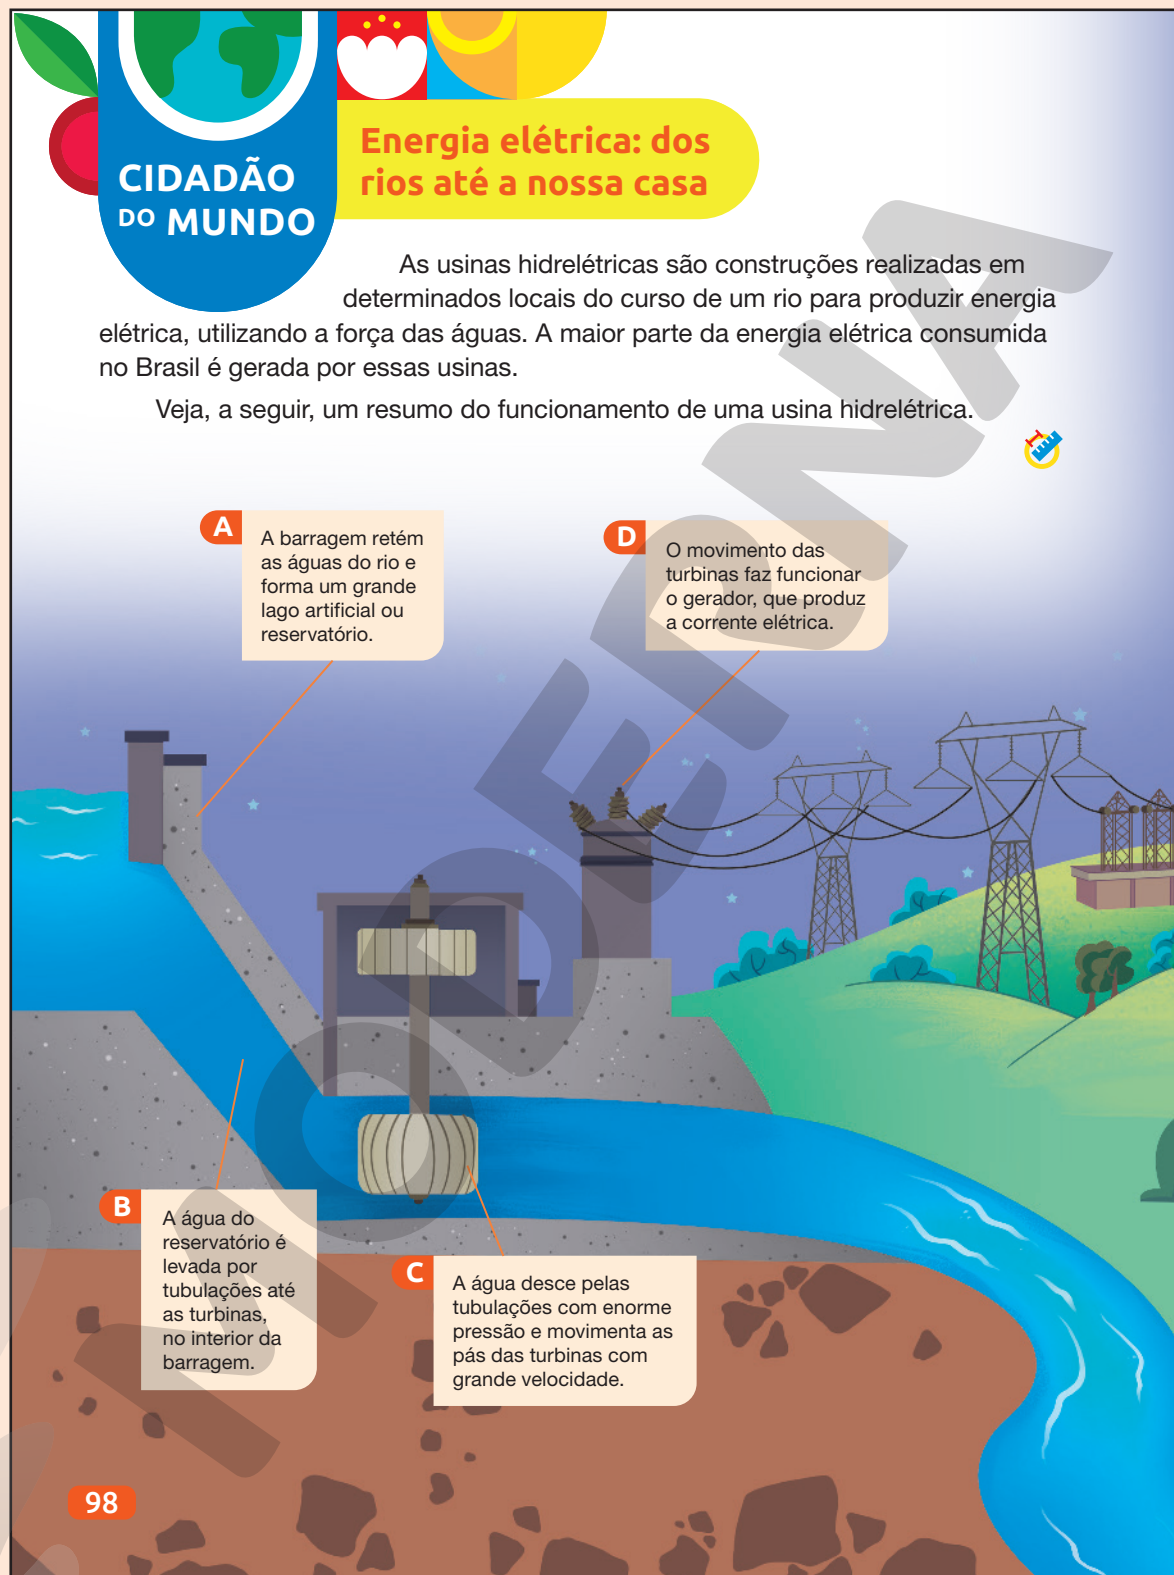 CIDADÃO
DO MUNDO
Energia elétrica: dos
rios até a nossa casa
As usinas hidrelétricas são construções realizadas em
determinados locais do curso de um rio para produzir energia
elétrica, utilizando a força das águas. A maior parte da energia elétrica consumida
no Brasil é gerada por essas usinas.
Veja, a seguir, um resumo do funcionamento de uma usina hidrelétrica.
A
A barragem retém
as águas do rio e
forma um grande
lago artificial ou
reservatório.
D
O movimento das
turbinas faz funcionar
o gerador, que produz
a corrente elétrica.
B
A água do
reservatório é
levada por
tubulações até
as turbinas,
no interior da
barragem.
C
A água desce pelas
tubulações com enorme
pressão e movimenta as
pás das turbinas com
grande velocidade.
98
MODERNA